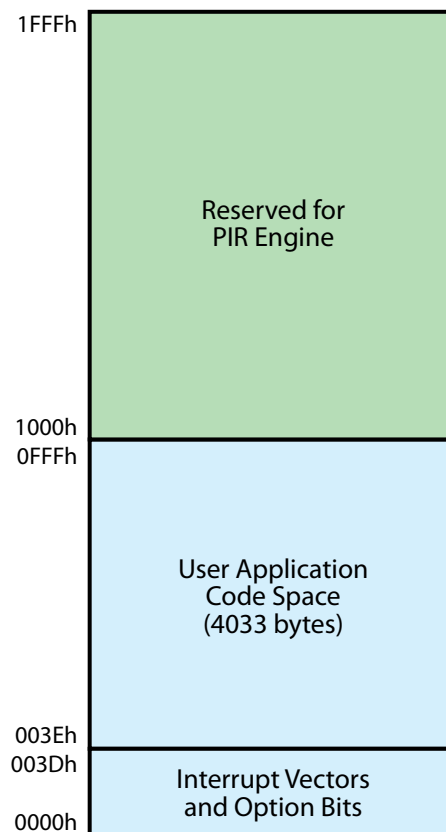 1FFFh
Reserved for
PIR Engine
1000h
0FFFh
User Application
Code Space
(4033 bytes)
003Eh
003Dh
Interrupt Vectors
and Option Bits
0000h